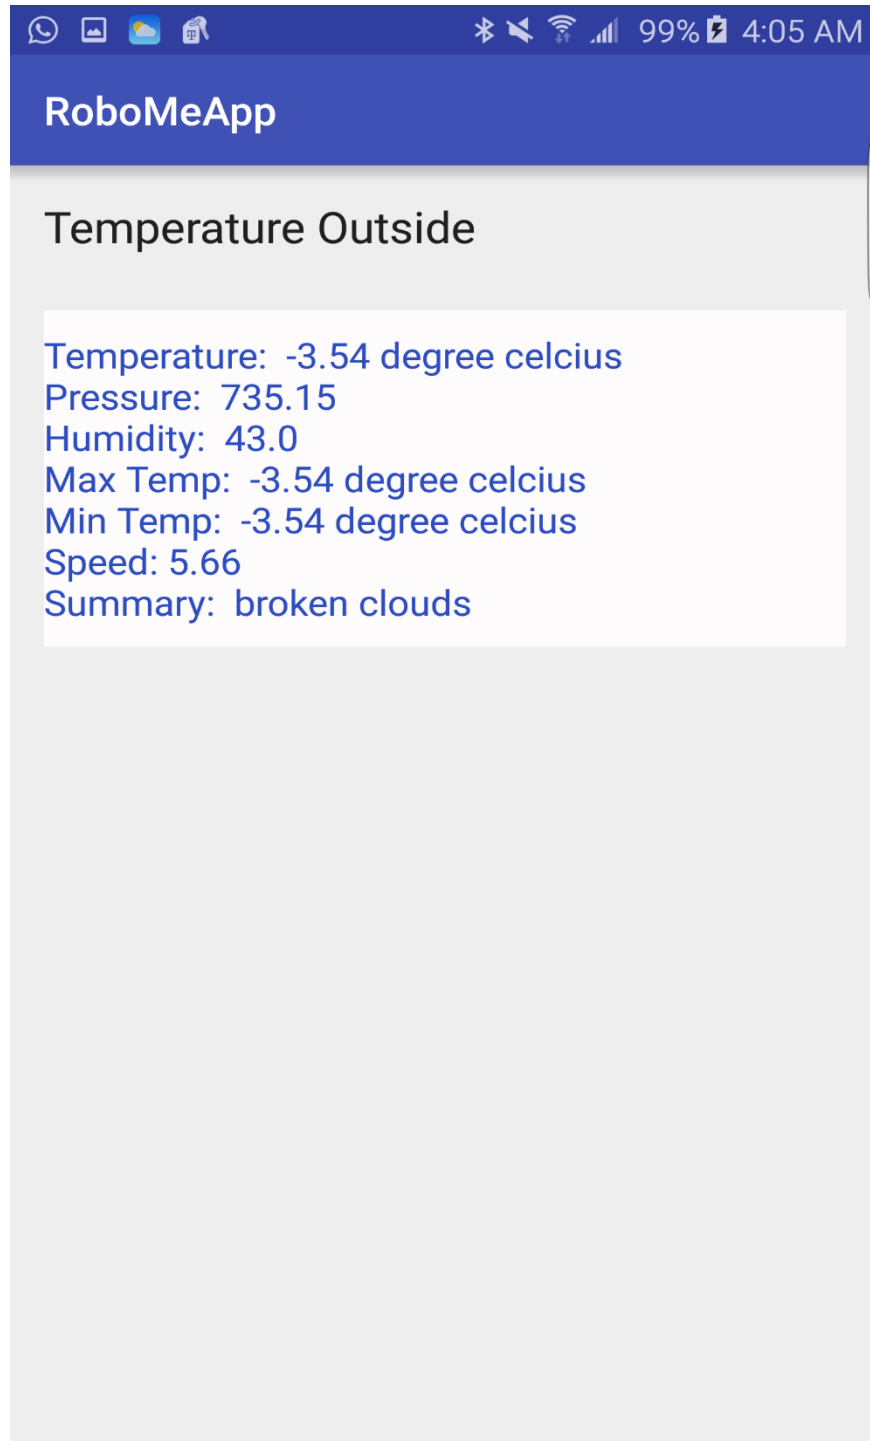 99% 4:05 AM
RoboMeApp
Temperature Outside
Temperature:  -3.54 degree celcius
Pressure:  735.15
Humidity:  43.0
Max Temp:  -3.54 degree celcius
Min Temp:  -3.54 degree celcius
Speed: 5.66
Summary:  broken clouds